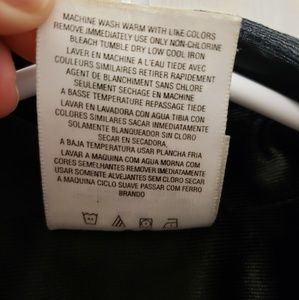 MACHINE WASH WARM WITH LIKE COLORS
REMOVE IMMEDIATELY USE ONLY NON-CHLORINE
BLEACH TUMBLE DRY LOW COOL IRON
LAVER EN MACHINE A L'EAU TIEDE AVEC
COULEURS SIMILAIRES RETIRER RAPIDEMENT
AGENT DE BLANCHIMENT SANS CHLORE
SEULEMENT SECHAGE EN MACHINE
A BASSE TEMPERATURE REPASSAGE TIEDE
LAVAR EN LAVADORA CON AGUA TIBIA CON
COLORES SIMILARES SACAR INMEDIATAMENTE
SOLAMENTE BLANQUEADOR SIN CLORO
SECAR EN SECADORA,
A BAJA TEMPERATURA USAR PLANCHA FRIA
LAVAR A MAQUINA COM AGUA MORNA COM
CORES SEMELHANTES REMOVER IMEDIATAMENTE
USAR SOMENTE ALVEJANTES SEM CLORO SECAR
A MAQUINA CICLO SUAVE PASSAR COM FERRO
BRANDO